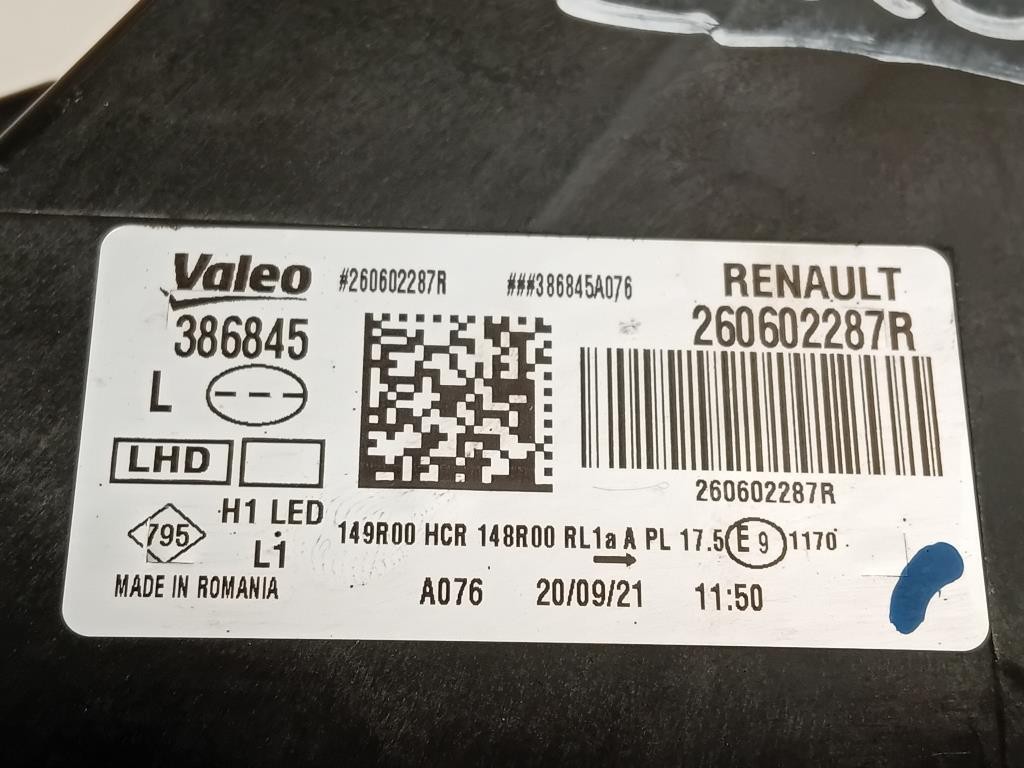 Valeo
#260602287R
###386845A076
RENAULT
386845
260602287R
L
LHD
260602287R
H1 LED
795
L1
149R00 HCR 148R00 RL1a A PL 17.5 E 9 1170
MADE IN ROMANIA
A076 20/09/21 11:50